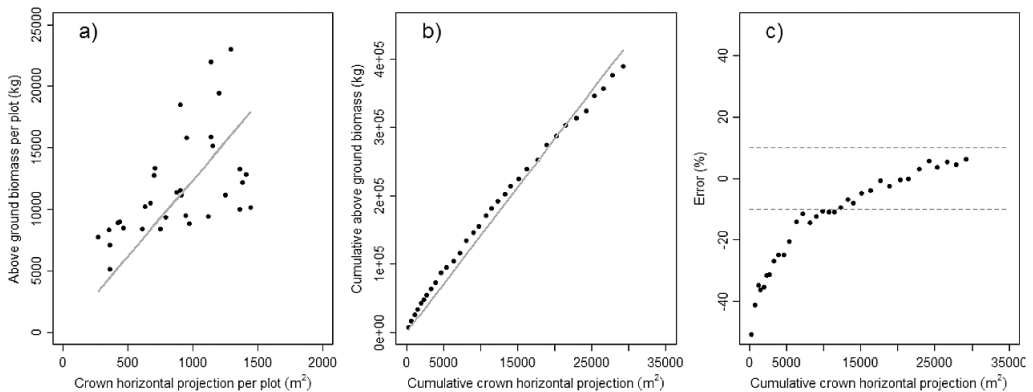 a)
Above ground biomass per plot (kg)
0 5000 10000 15000 20000 25000
0 500 1000 1500 2000
Crown horizontal projection per plot (m²)
b)
Cumulative above ground biomass (kg)
0e+00 1e+05 2e+05 3e+05 4e+05
0 5000 15000 25000 35000
Cumulative crown horizontal projection (m²)
c)
Error (%)
-40 -20 0 20 40
0 5000 15000 25000 35000
Cumulative crown horizontal projection (m²)